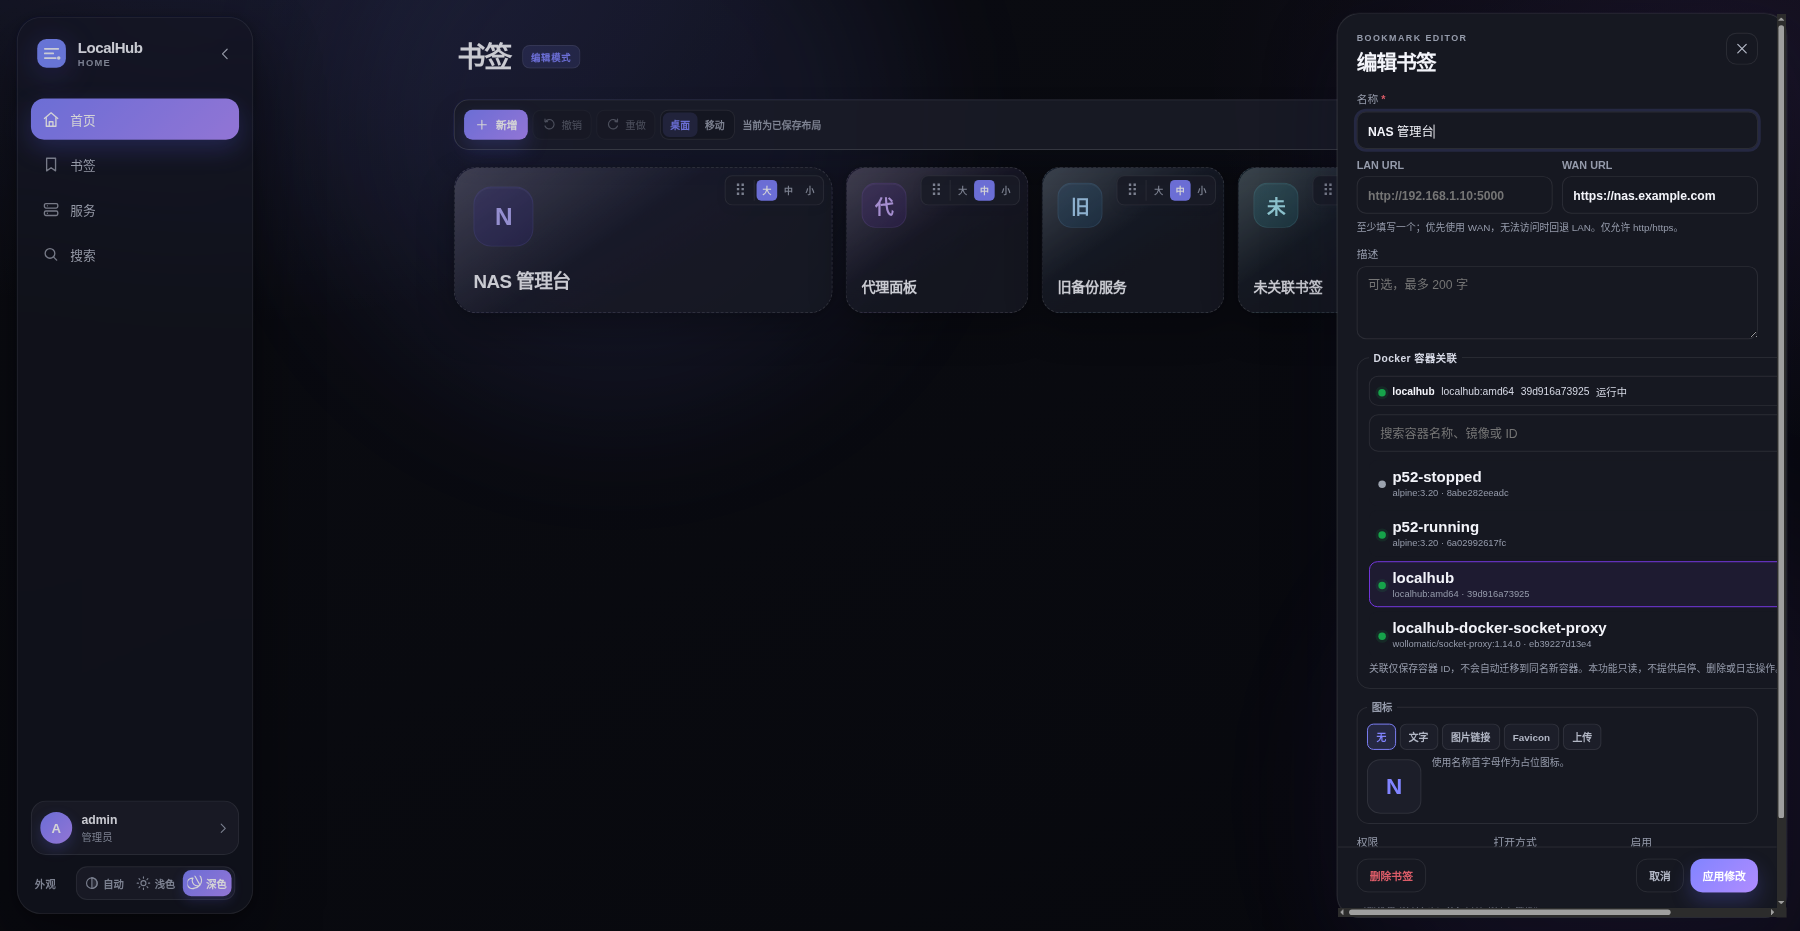 LocalHub
HOME
首页
书签
服务
搜索
A
admin
管理员
外观
自动 浅色 深色
书签 编辑模式
新增 撤销 重做 桌面 移动 当前为已保存布局
N 大 中 小
NAS 管理台
代 大 中 小
代理面板
旧 大 中 小
旧备份服务
未
未关联书签
BOOKMARK EDITOR
编辑书签
名称 *
NAS 管理台
LAN URL WAN URL
http://192.168.1.10:5000 https://nas.example.com
至少填写一个；优先使用 WAN，无法访问时回退 LAN。仅允许 http/https。
描述
可选，最多 200 字
Docker 容器关联
localhub localhub:amd64 39d916a73925 运行中
搜索容器名称、镜像或 ID
p52-stopped
alpine:3.20 · 8abe282eeadc
p52-running
alpine:3.20 · 6a02992617fc
localhub
localhub:amd64 · 39d916a73925
localhub-docker-socket-proxy
wollomatic/socket-proxy:1.14.0 · eb39227d13e4
关联仅保存容器 ID，不会自动迁移到同名新容器。本功能只读，不提供启停、删除或日志操作。
图标
无 文字 图片链接 Favicon 上传
N 使用名称首字母作为占位图标。
权限 打开方式 启用
删除书签 取消 应用修改